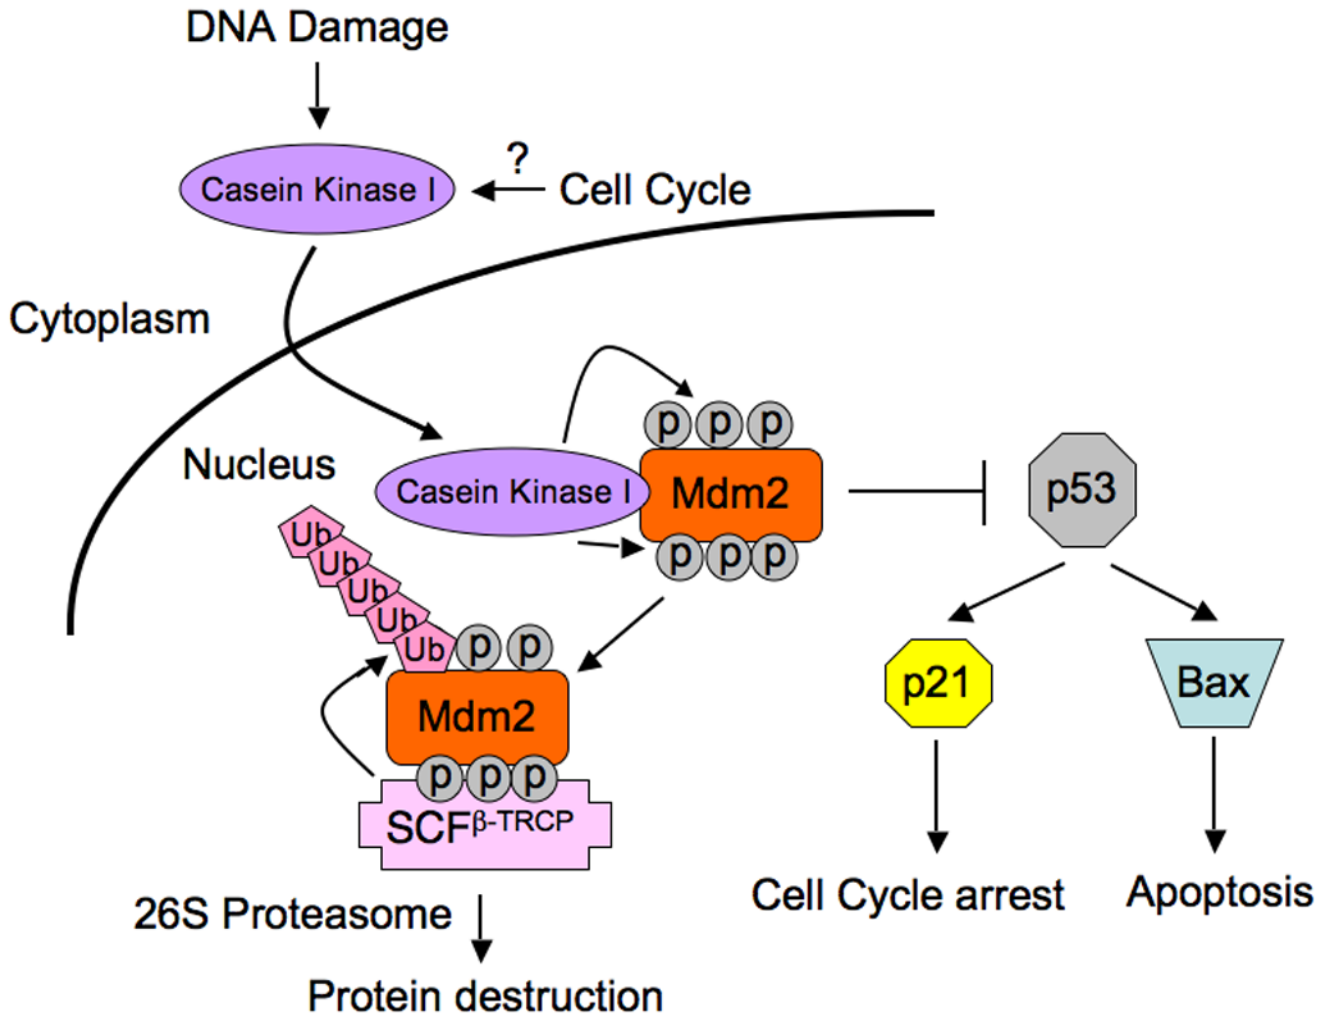 DNA Damage
?
Casein Kinase I
Cell Cycle
Cytoplasm
p p p
Nucleus
Casein Kinase I
Mdm2
p53
Ub
Ub
Ub
Ub
Ub
p p p
p p
p21
Bax
Mdm2
p p p
SCFβ-TRCP
Cell Cycle arrest
Apoptosis
26S Proteasome
Protein destruction